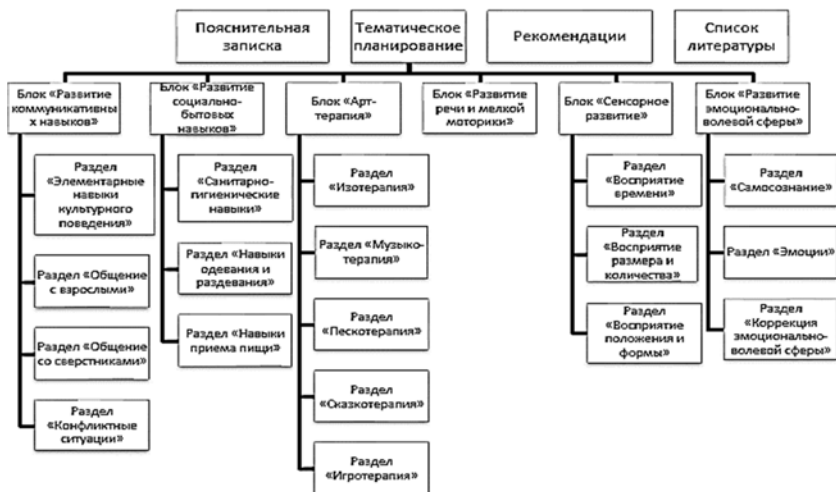 Пояснительная
записка
Тематическое
планирование
Рекомендации
Список
литературы
Блок «Развитие
коммуникативны
х навыков»
Блок «Развитие
социально-
бытовых
навыков»
Блок «Арт-
терапия»
Блок «Развитие
речи и мелкой
моторики»
Блок «Сенсорное
развитие»
Блок «Развитие
эмоционально-
волевой сферы»
Раздел
«Элементарные
навыки
культурного
поведения»
Раздел «Общение
с взрослыми»
Раздел «Общение
со сверстниками»
Раздел
«Конфликтные
ситуации»
Раздел
«Санитарно-
гигиенические
навыки»
Раздел «Навыки
одевания и
раздевания»
Раздел «Навыки
приема пищи»
Раздел
«Изотерапия»
Раздел «Музыко-
терапия»
Раздел
«Пескотерапия»
Раздел
«Сказкотерапия»
Раздел
«Игротерапия»
Раздел
«Восприятие
времени»
Раздел
«Восприятие
размера и
количества»
Раздел
«Восприятие
положения и
формы»
Раздел
«Самосознание»
Раздел «Эмоции»
Раздел
«Коррекция
эмоционально-
волевой сферы»